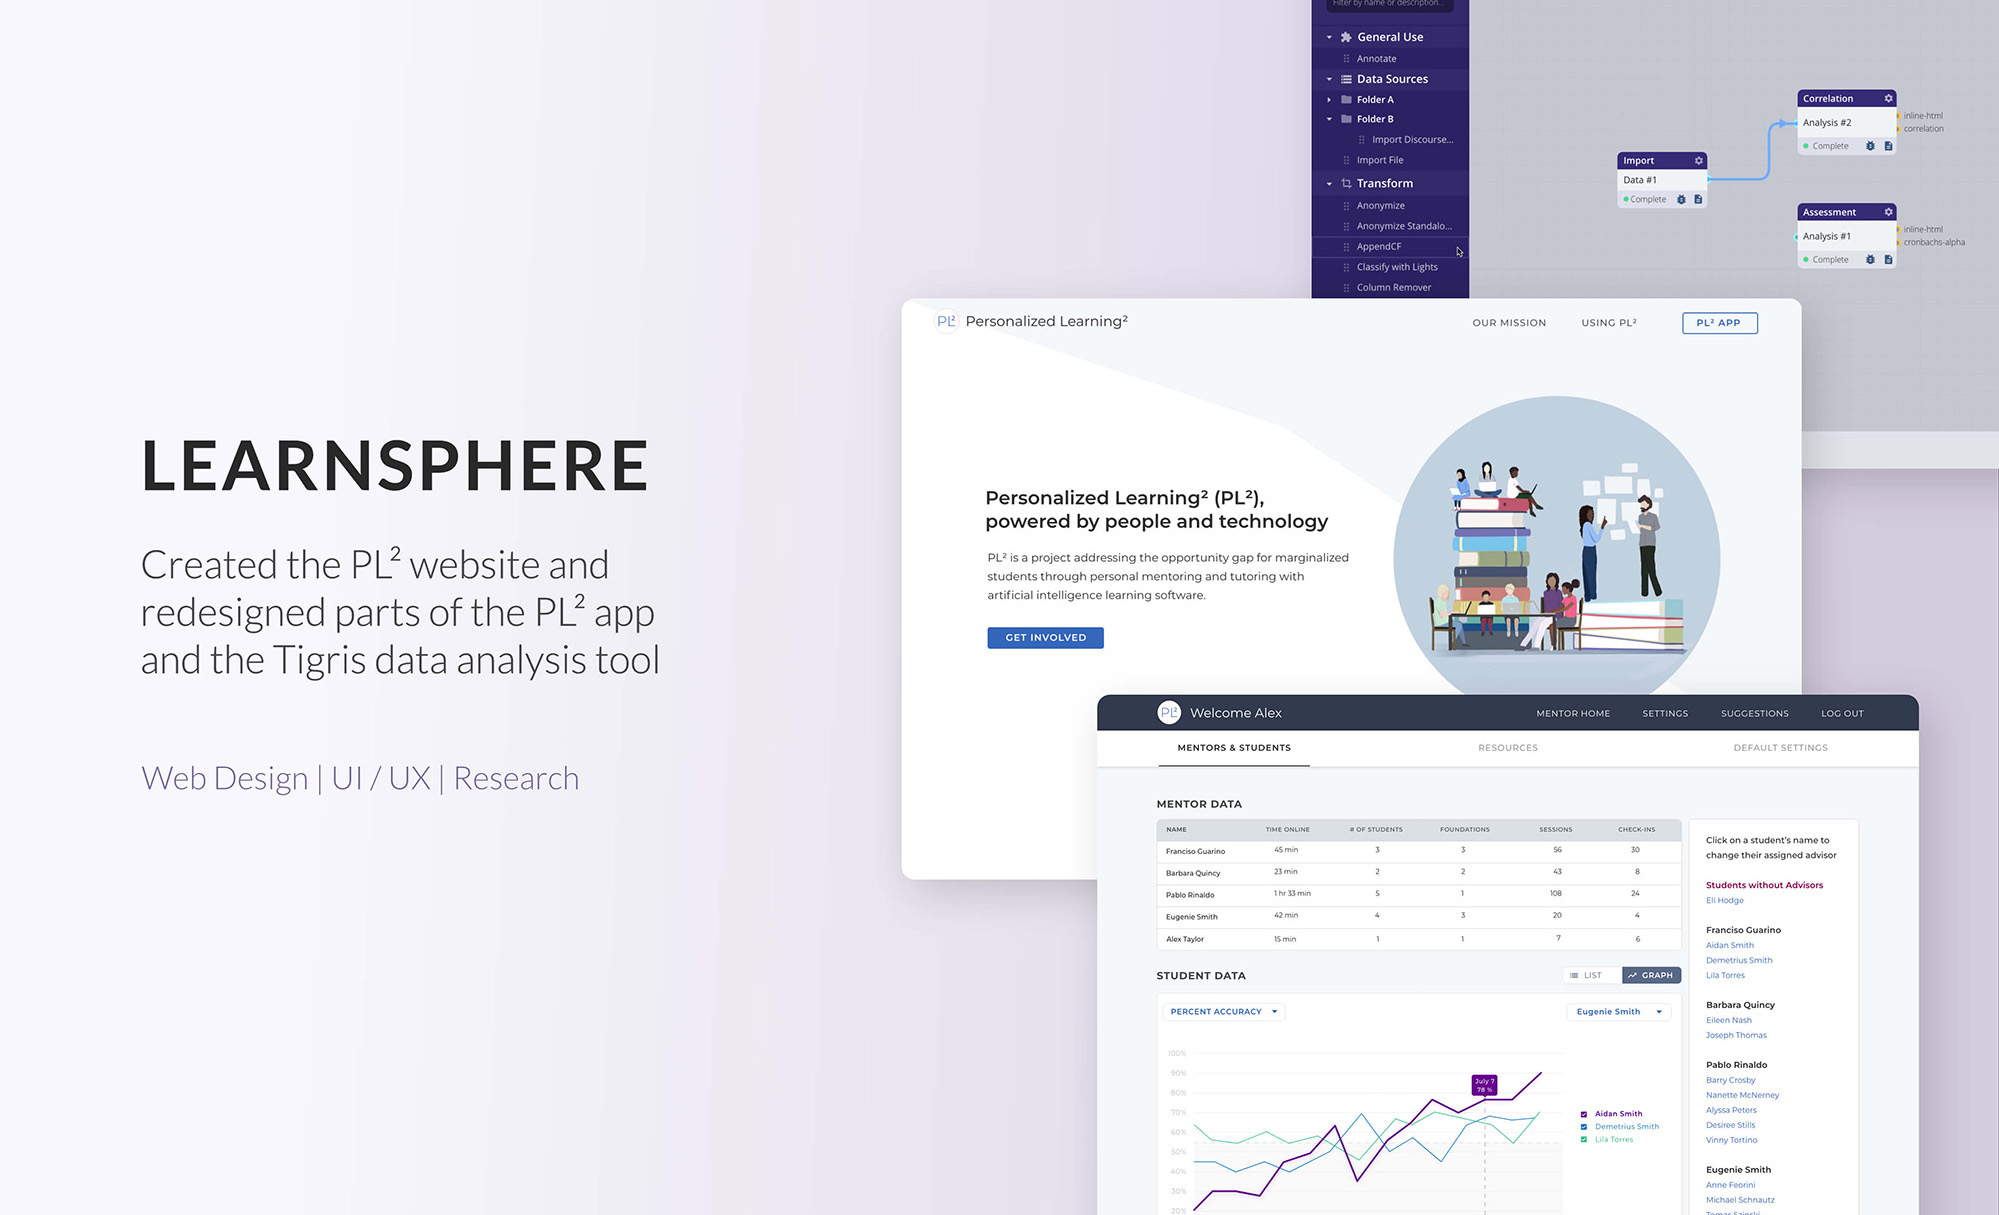 LEARNSPHERE
Created the PL² website and
redesigned parts of the PL² app
and the Tigris data analysis tool
Web Design | UI / UX | Research
Filter by name or description...
General Use
Annotate
Data Sources
Folder A
Folder B
Import Discourse...
Import File
Transform
Anonymize
Anonymize Standalo...
AppendCF
Classify with Lights
Column Remover
Import
Data #1
Complete
Correlation
Analysis #2
Complete
inline-html
correlation
Assessment
Analysis #1
Complete
inline-html
cronbachs-alpha
PL² Personalized Learning²
OUR MISSION
USING PL²
PL² APP
Personalized Learning² (PL²),
powered by people and technology
PL² is a project addressing the opportunity gap for marginalized
students through personal mentoring and tutoring with
artificial intelligence learning software.
GET INVOLVED
PL² Welcome Alex
MENTOR HOME
SETTINGS
SUGGESTIONS
LOG OUT
MENTORS & STUDENTS
RESOURCES
DEFAULT SETTINGS
MENTOR DATA
NAME TIME ONLINE # OF STUDENTS FOUNDATIONS SESSIONS CHECK-INS
Franciso Guarino 45 min 3 3 56 30
Barbara Quincy 23 min 2 2 43 8
Pablo Rinaldo 1 hr 33 min 5 1 108 24
Eugenie Smith 42 min 4 3 20 4
Alex Taylor 15 min 1 1 7 6
STUDENT DATA
LIST
GRAPH
PERCENT ACCURACY
Eugenie Smith
100%
90%
80%
70%
60%
50%
40%
30%
20%
July 7
78 %
Aidan Smith
Demetrius Smith
Lila Torres
Click on a student's name to
change their assigned advisor
Students without Advisors
Eli Hodge
Franciso Guarino
Aidan Smith
Demetrius Smith
Lila Torres
Barbara Quincy
Eileen Nash
Joseph Thomas
Pablo Rinaldo
Barry Crosby
Nanette McNerney
Alyssa Peters
Desiree Stills
Vinny Tortino
Eugenie Smith
Anne Feorini
Michael Schnautz